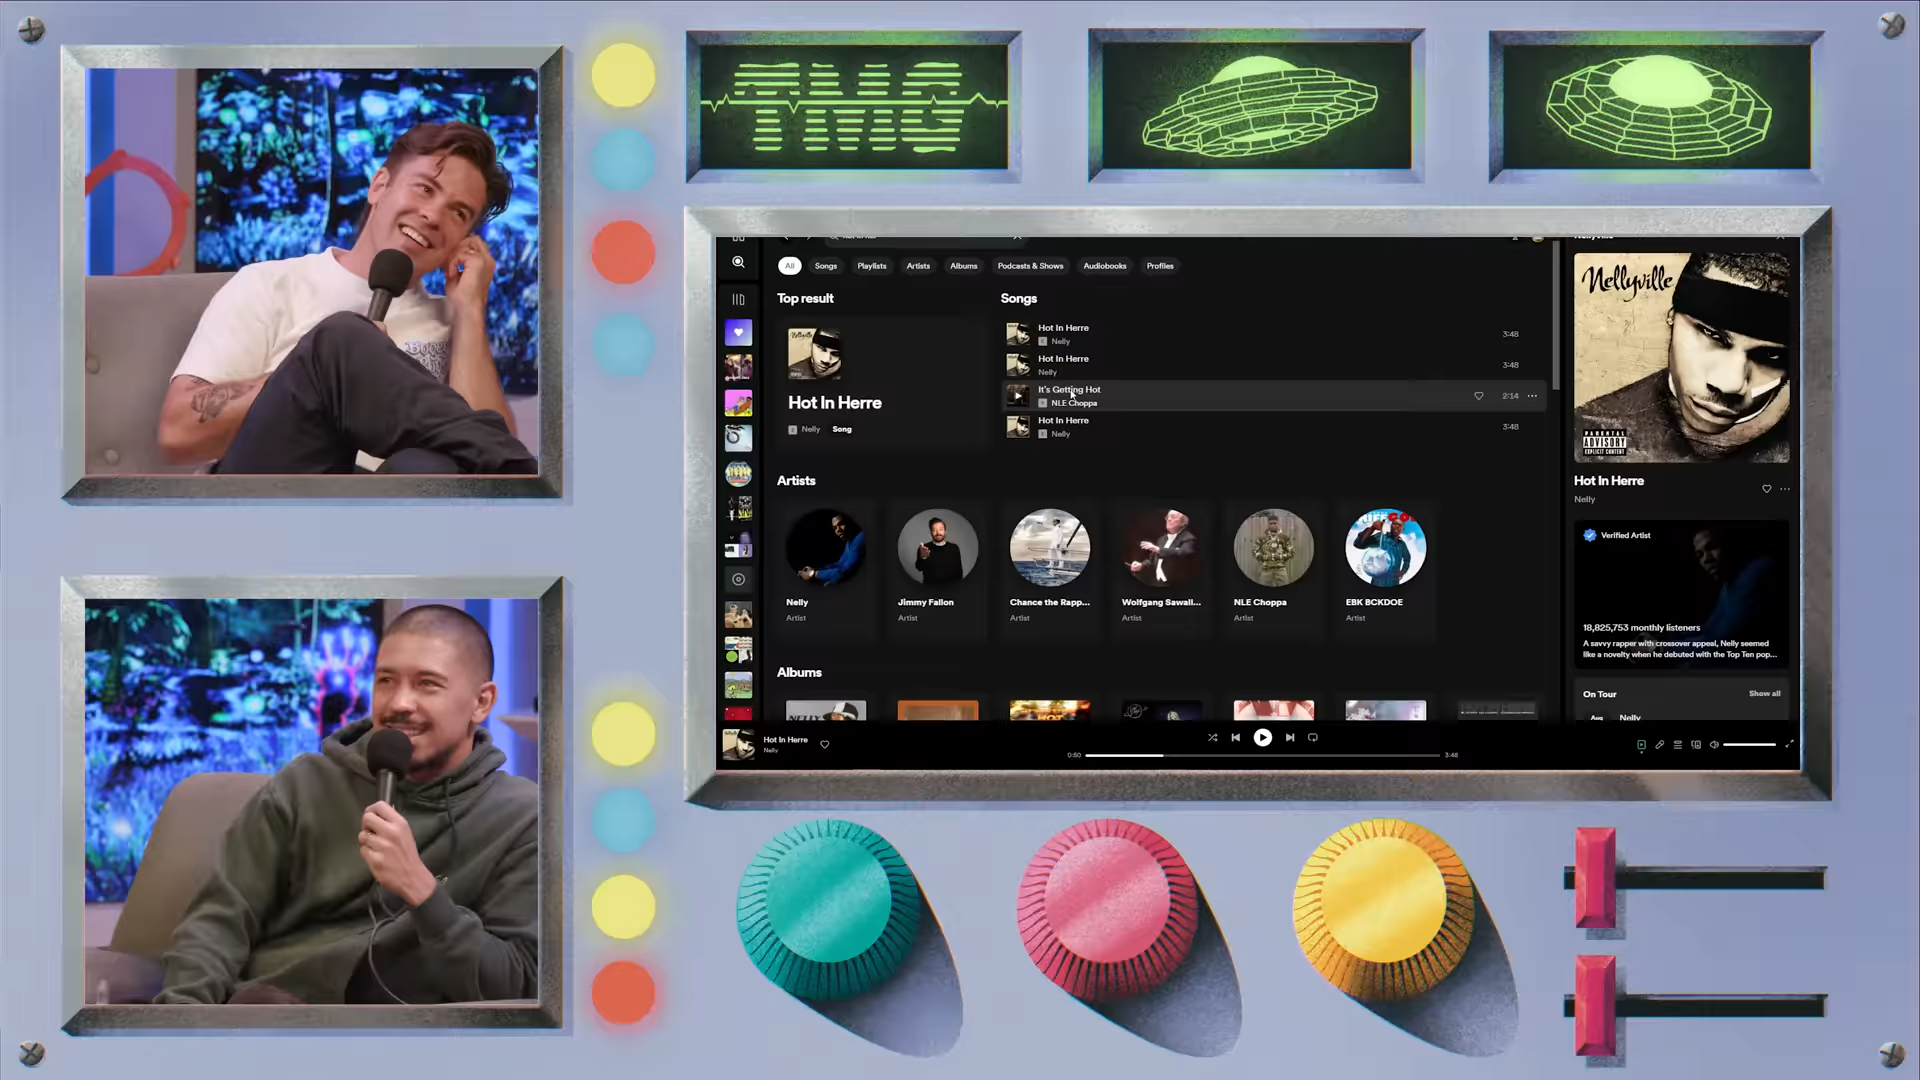 TMG
All
Songs
Playlists
Artists
Albums
Podcasts & Shows
Audiobooks
Profiles
Top result
Hot In Herre
E Nelly Song
Songs
Hot In Herre
E Nelly
3:48
Hot In Herre
Nelly
3:48
It's Getting Hot
E NLE Choppa
2:14
Hot In Herre
E Nelly
3:48
Artists
Nelly
Artist
Jimmy Fallon
Artist
Chance the Rapp...
Artist
Wolfgang Sawall...
Artist
NLE Choppa
Artist
EBK BCKDOE
Artist
Albums
NELLY
Nellyville
PARENTAL
ADVISORY
EXPLICIT CONTENT
Hot In Herre
Nelly
Verified Artist
18,825,753 monthly listeners
A savvy rapper with crossover appeal, Nelly seemed
like a novelty when he debuted with the Top Ten pop...
On Tour
Show all
Aug
Nelly
Hot In Herre
Nelly
0:50
3:48